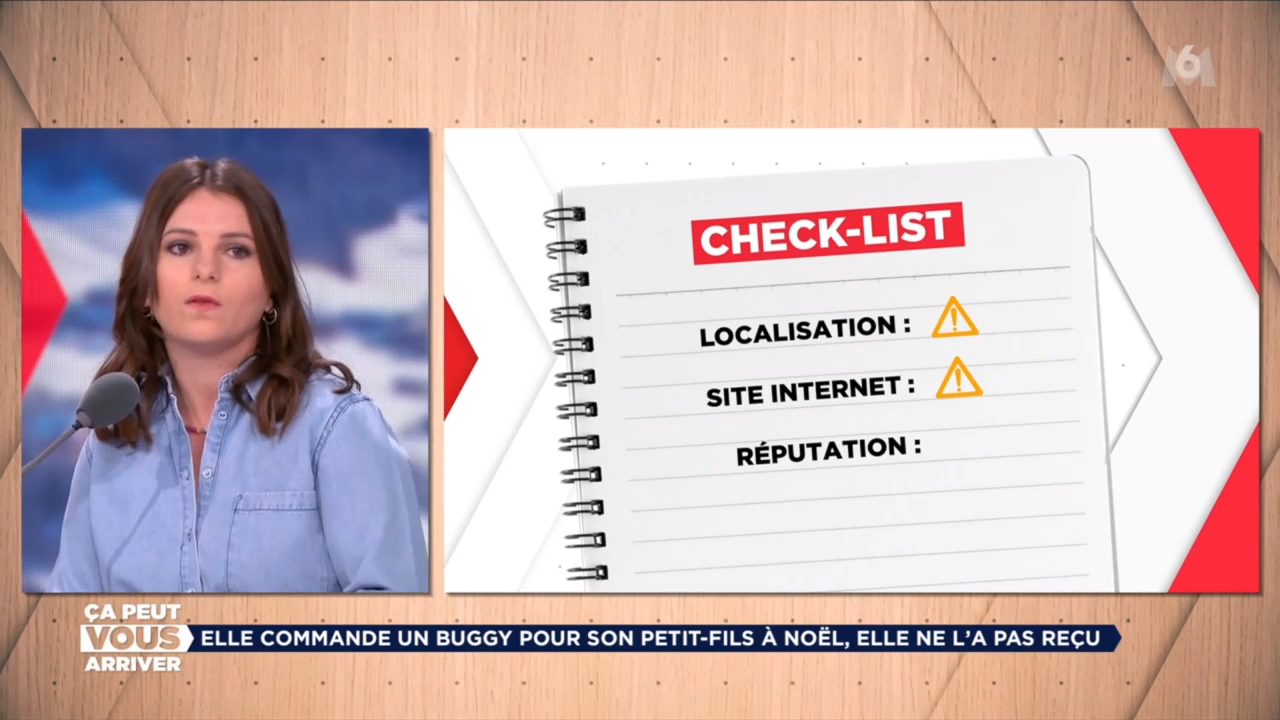 M6
CHECK-LIST
LOCALISATION :
SITE INTERNET :
RÉPUTATION :
ÇA PEUT
VOUS
ARRIVER
ELLE COMMANDE UN BUGGY POUR SON PETIT-FILS À NOËL, ELLE NE L'A PAS REÇU